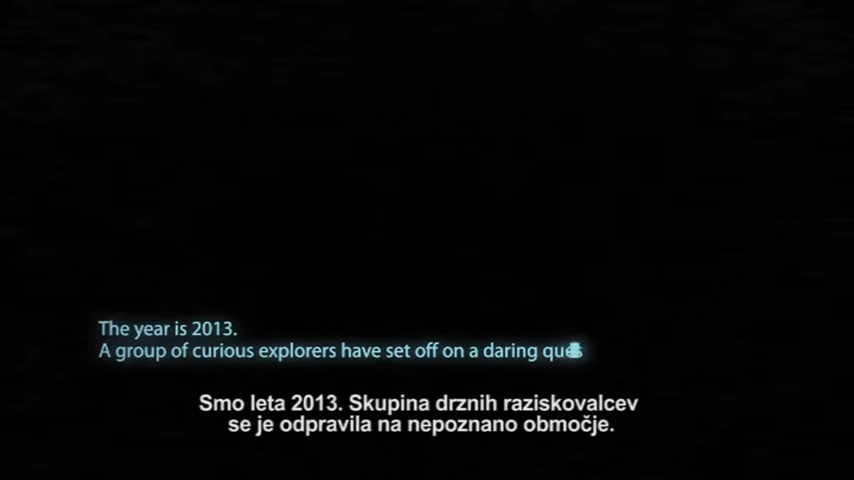 The year is 2013.
A group of curious explorers have set off on a daring ques
Smo leta 2013. Skupina drznih raziskovalcev
se je odpravila na nepoznano območje.